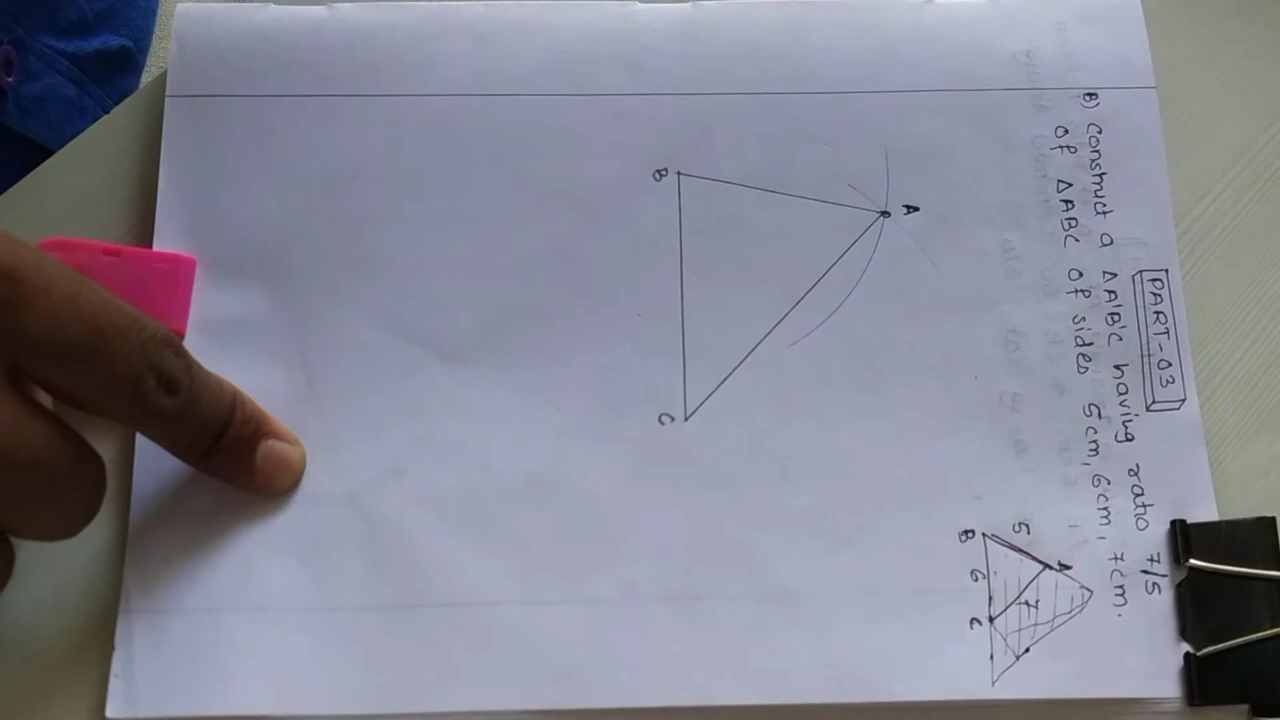 PART-03
B) Construct a ΔA'B'C having ratio 7/5
of ΔABC of sides 5cm, 6cm, 7cm.
A
B
C
A
5
7
B
6
C